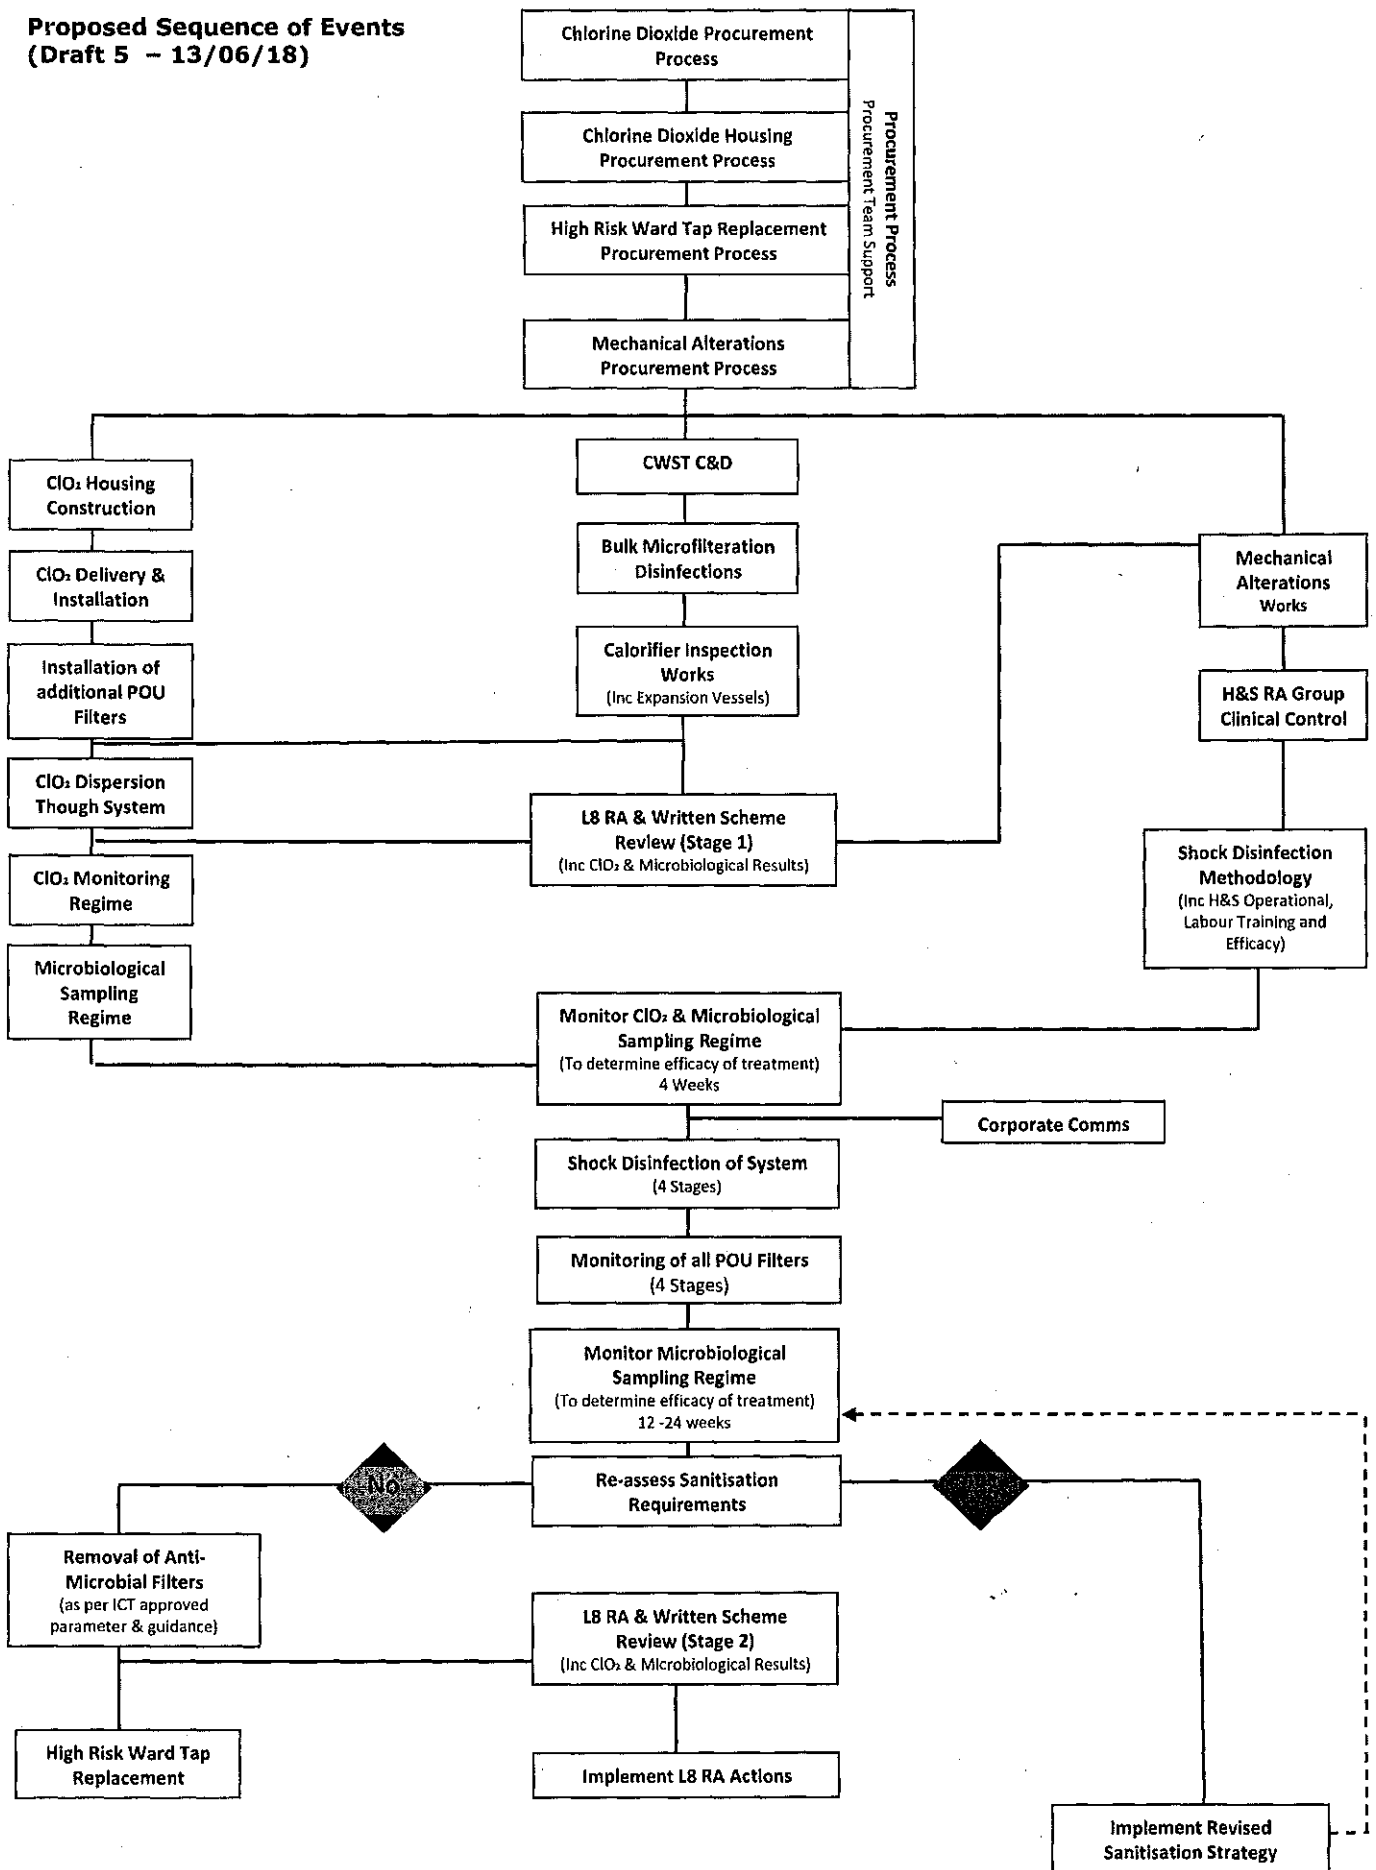 Proposed Sequence of Events
(Draft 5 – 13/06/18)
Chlorine Dioxide Procurement
Process
Chlorine Dioxide Housing
Procurement Process
High Risk Ward Tap Replacement
Procurement Process
Mechanical Alterations
Procurement Process
Procurement Process
Procurement Team Support
ClO₂ Housing
Construction
ClO₂ Delivery &
Installation
Installation of
additional POU
Filters
ClO₂ Dispersion
Though System
ClO₂ Monitoring
Regime
Microbiological
Sampling
Regime
CWST C&D
Bulk Microfilteration
Disinfections
Calorifier Inspection
Works
(Inc Expansion Vessels)
L8 RA & Written Scheme
Review (Stage 1)
(Inc ClO₂ & Microbiological Results)
Mechanical
Alterations
Works
H&S RA Group
Clinical Control
Shock Disinfection
Methodology
(Inc H&S Operational,
Labour Training and
Efficacy)
Monitor ClO₂ & Microbiological
Sampling Regime
(To determine efficacy of treatment)
4 Weeks
Corporate Comms
Shock Disinfection of System
(4 Stages)
Monitoring of all POU Filters
(4 Stages)
Monitor Microbiological
Sampling Regime
(To determine efficacy of treatment)
12 -24 weeks
No
Re-assess Sanitisation
Requirements
Removal of Anti-
Microbial Filters
(as per ICT approved
parameter & guidance)
L8 RA & Written Scheme
Review (Stage 2)
(Inc ClO₂ & Microbiological Results)
High Risk Ward Tap
Replacement
Implement L8 RA Actions
Implement Revised
Sanitisation Strategy